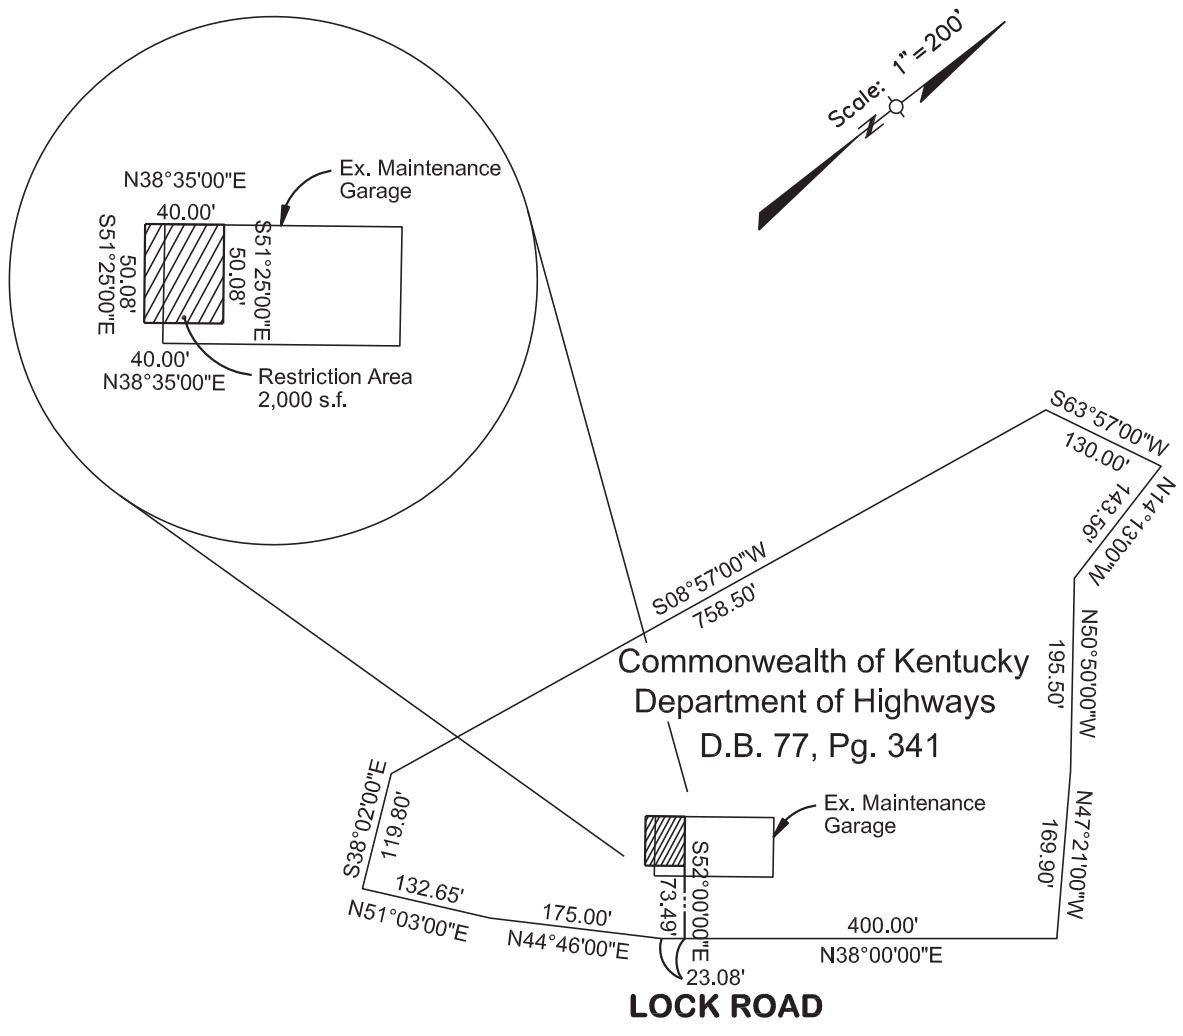 Scale: 1"=200'
N
N38°35'00"E
40.00'
Ex. Maintenance
Garage
S51°25'00"E
50.08'
50.08'
S51°25'00"E
40.00'
N38°35'00"E
Restriction Area
2,000 s.f.
S63°57'00"W
130.00'
N14°13'00"W
143.56'
S08°57'00"W
758.50'
N50°50'00"W
195.50'
Commonwealth of Kentucky
Department of Highways
D.B. 77, Pg. 341
S38°02'00"E
119.80'
Ex. Maintenance
Garage
N47°21'00"W
169.90'
S52°00'00"E
73.49'
132.65'
N51°03'00"E
175.00'
N44°46'00"E
400.00'
N38°00'00"E
23.08'
LOCK ROAD